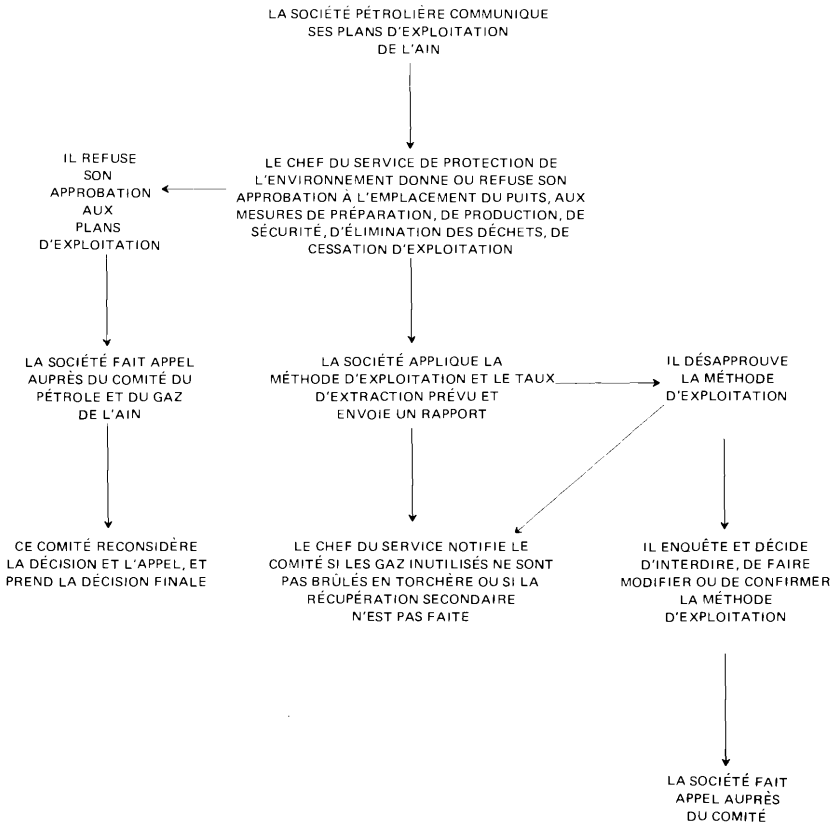 LA SOCIÉTÉ PÉTROLIÈRE COMMUNIQUE
SES PLANS D'EXPLOITATION
DE L'AIN
IL REFUSE
SON
APPROBATION
AUX
PLANS
D'EXPLOITATION
LE CHEF DU SERVICE DE PROTECTION DE
L'ENVIRONNEMENT DONNE OU REFUSE SON
APPROBATION À L'EMPLACEMENT DU PUITS, AUX
MESURES DE PRÉPARATION, DE PRODUCTION, DE
SÉCURITÉ, D'ÉLIMINATION DES DÉCHETS, DE
CESSATION D'EXPLOITATION
LA SOCIÉTÉ FAIT APPEL
AUPRÈS DU COMITÉ DU
PÉTROLE ET DU GAZ
DE L'AIN
LA SOCIÉTÉ APPLIQUE LA
MÉTHODE D'EXPLOITATION ET LE TAUX
D'EXTRACTION PRÉVU ET
ENVOIE UN RAPPORT
IL DÉSAPPROUVE
LA MÉTHODE
D'EXPLOITATION
CE COMITÉ RECONSIDÈRE
LA DÉCISION ET L'APPEL, ET
PREND LA DÉCISION FINALE
LE CHEF DU SERVICE NOTIFIE LE
COMITÉ SI LES GAZ INUTILISÉS NE SONT
PAS BRÛLÉS EN TORCHÈRE OU SI LA
RÉCUPÉRATION SECONDAIRE
N'EST PAS FAITE
IL ENQUÊTE ET DÉCIDE
D'INTERDIRE, DE FAIRE
MODIFIER OU DE CONFIRMER
LA MÉTHODE
D'EXPLOITATION
LA SOCIÉTÉ FAIT
APPEL AUPRÈS
DU COMITÉ